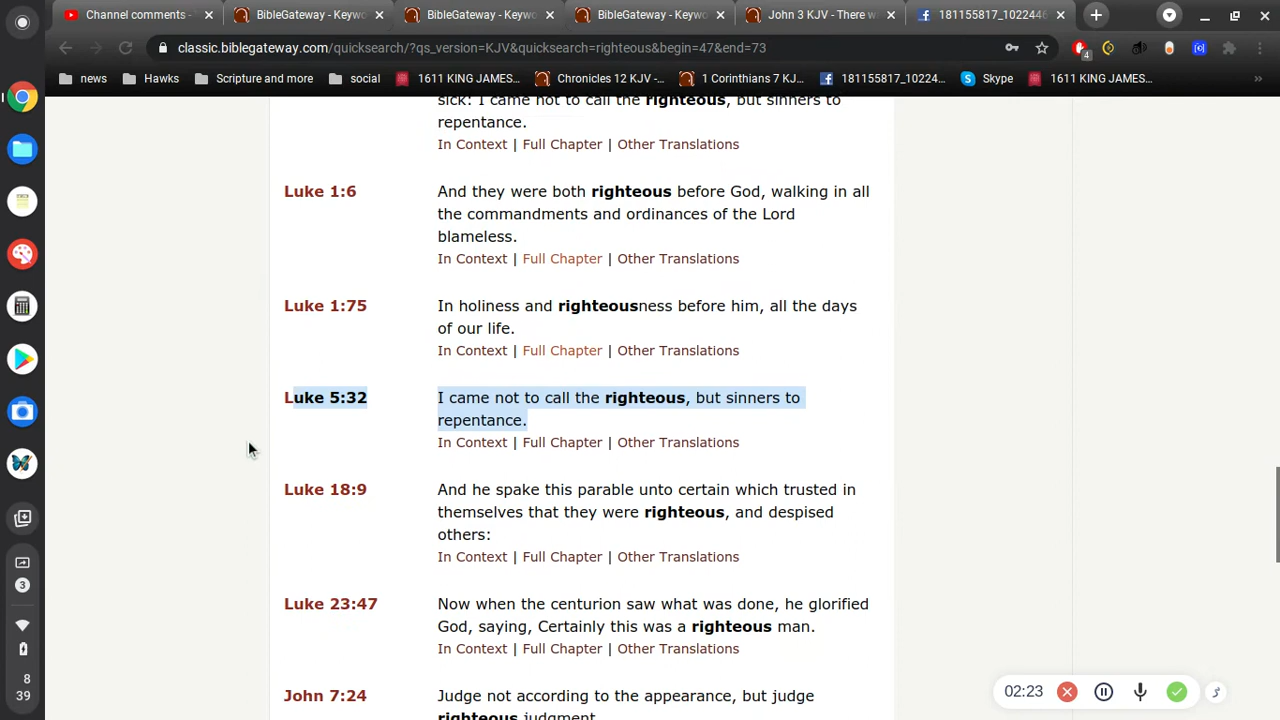 Channel comments -
BibleGateway - Keywo
BibleGateway - Keywo
BibleGateway - Keywo
John 3 KJV - There w
181155817_1022446
classic.biblegateway.com/quicksearch/?qs_version=KJV&quicksearch=righteous&begin=47&end=73
4
news
Hawks
Scripture and more
social
1611 KING JAMES...
Chronicles 12 KJV -...
1 Corinthians 7 KJ...
181155817_10224...
Skype
1611 KING JAMES...
»
sick: I came not to call the righteous, but sinners to
repentance.
In Context | Full Chapter | Other Translations
Luke 1:6
And they were both righteous before God, walking in all
the commandments and ordinances of the Lord
blameless.
In Context | Full Chapter | Other Translations
Luke 1:75
In holiness and righteousness before him, all the days
of our life.
In Context | Full Chapter | Other Translations
Luke 5:32
I came not to call the righteous, but sinners to
repentance.
In Context | Full Chapter | Other Translations
Luke 18:9
And he spake this parable unto certain which trusted in
themselves that they were righteous, and despised
others:
In Context | Full Chapter | Other Translations
Luke 23:47
Now when the centurion saw what was done, he glorified
God, saying, Certainly this was a righteous man.
In Context | Full Chapter | Other Translations
John 7:24
Judge not according to the appearance, but judge
righteous judgment.
3
8
39
02:23